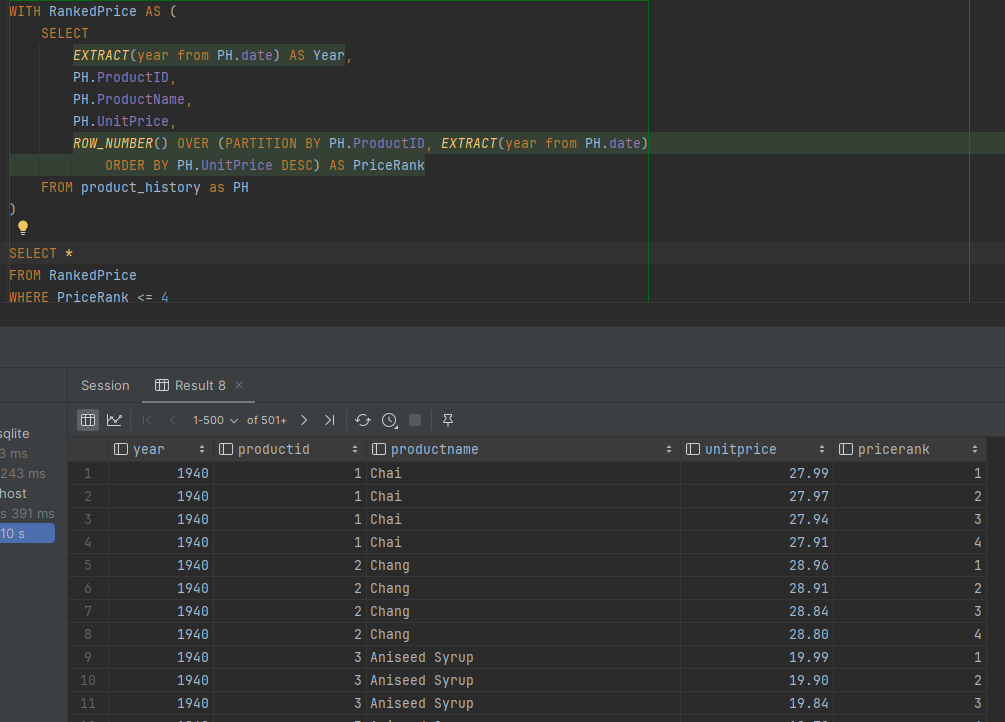 WITH RankedPrice AS (
SELECT
EXTRACT(year from PH.date) AS Year,
PH.ProductID,
PH.ProductName,
PH.UnitPrice,
ROW_NUMBER() OVER (PARTITION BY PH.ProductID, EXTRACT(year from PH.date)
ORDER BY PH.UnitPrice DESC) AS PriceRank
FROM product_history as PH
)
SELECT *
FROM RankedPrice
WHERE PriceRank <= 4
Session Result 8 ×
1-500 of 501+
sqlite
3 ms
243 ms
host
s 391 ms
10 s
year productid productname unitprice pricerank
1 1940 1 Chai 27.99 1
2 1940 1 Chai 27.97 2
3 1940 1 Chai 27.94 3
4 1940 1 Chai 27.91 4
5 1940 2 Chang 28.96 1
6 1940 2 Chang 28.91 2
7 1940 2 Chang 28.84 3
8 1940 2 Chang 28.80 4
9 1940 3 Aniseed Syrup 19.99 1
10 1940 3 Aniseed Syrup 19.90 2
11 1940 3 Aniseed Syrup 19.84 3